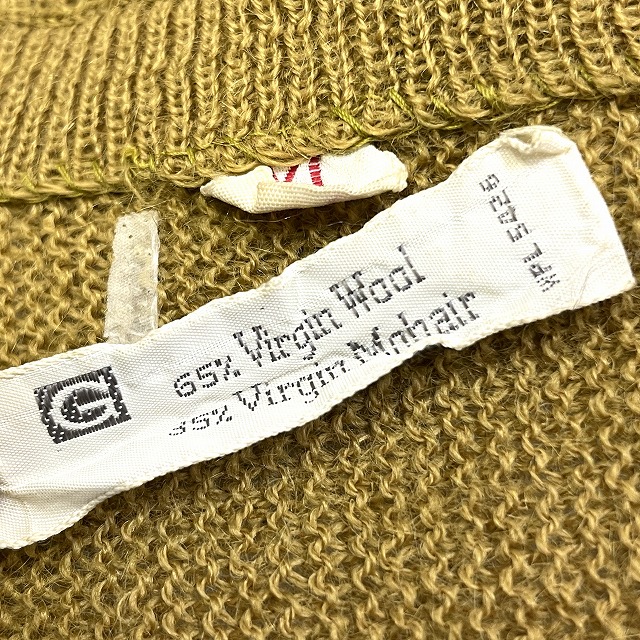 C
65% Virgin Wool
35% Virgin Mohair
WPL 5426